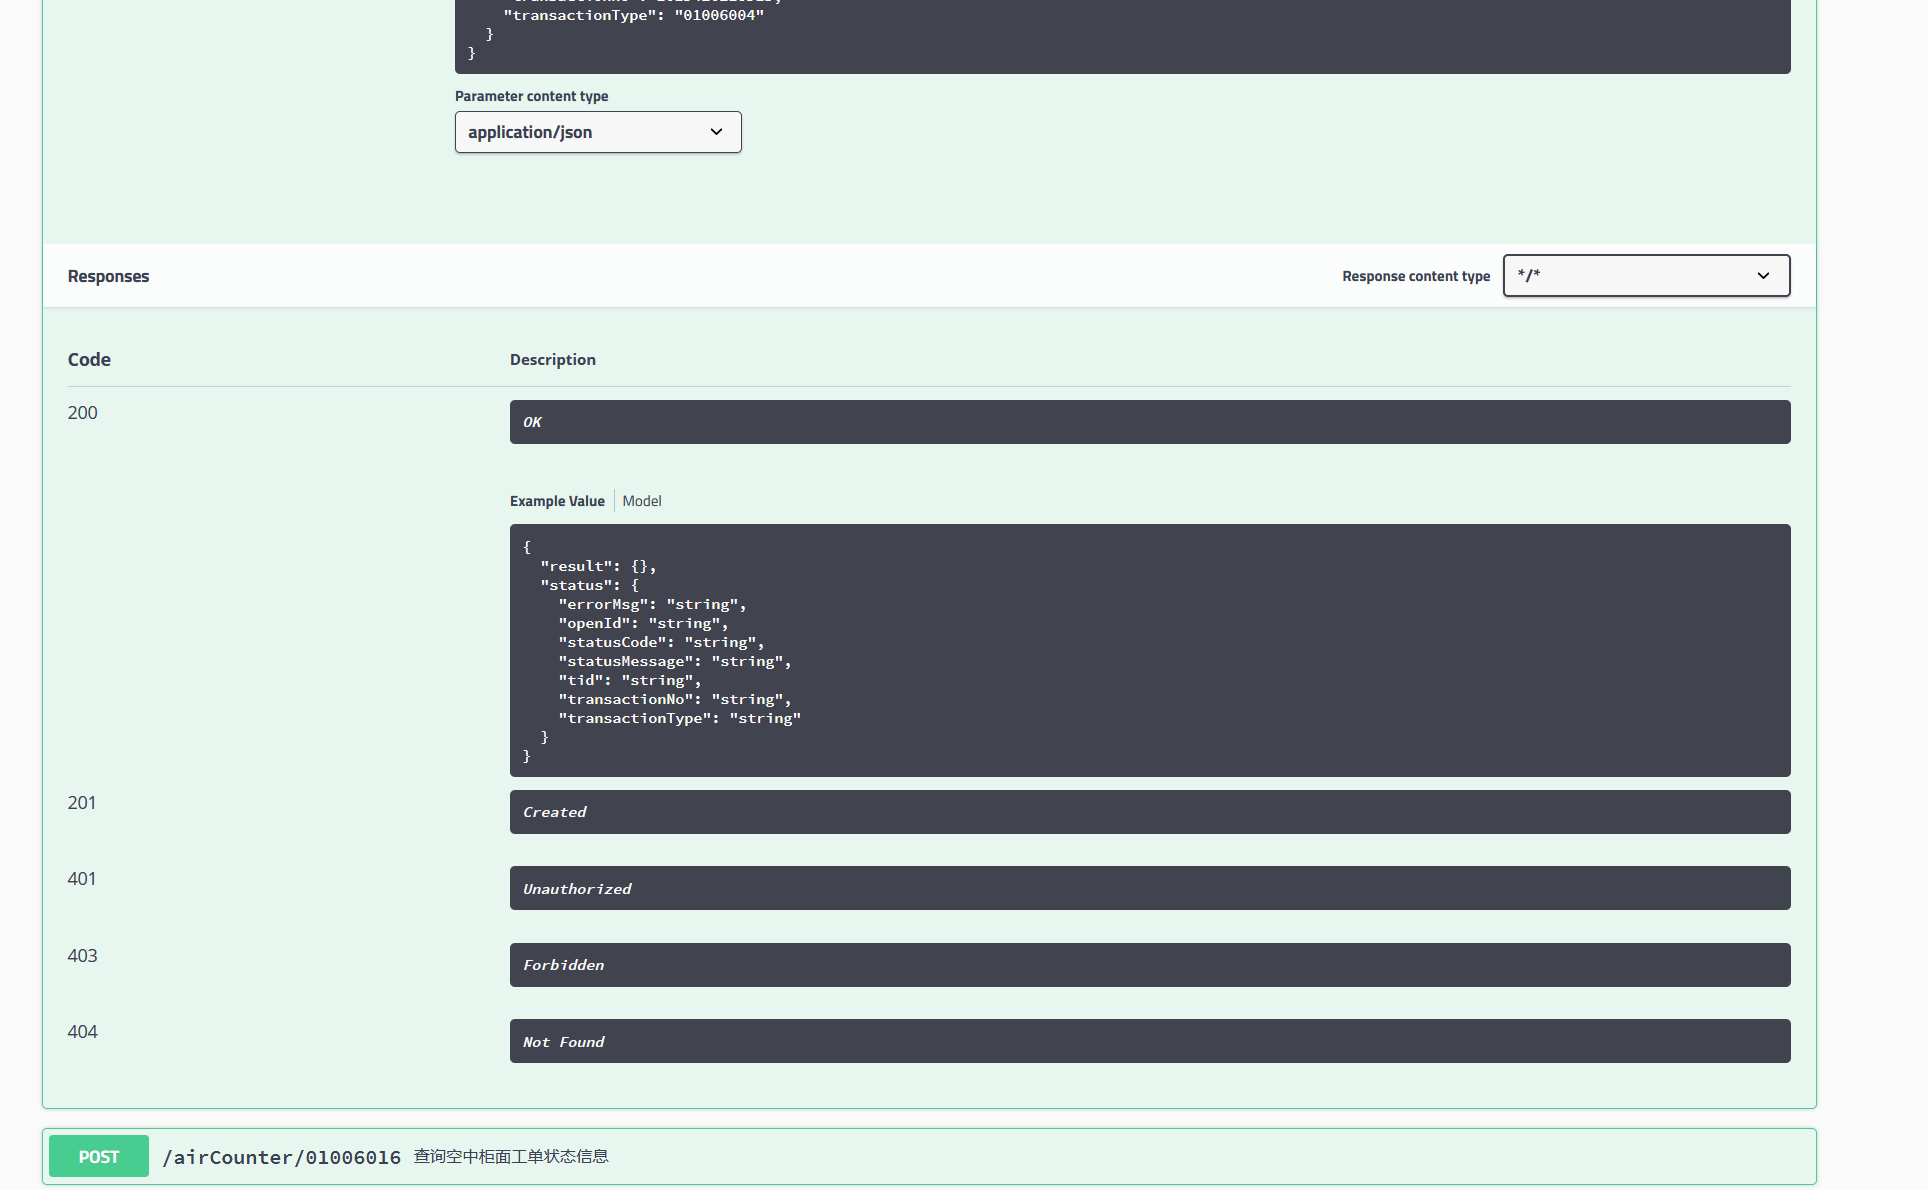 "transactionType": "01006004"
}
}
Parameter content type
application/json
Responses
Response content type
*/*
Code
Description
200
OK
Example Value
Model
{
"result": {},
"status": {
"errorMsg": "string",
"openId": "string",
"statusCode": "string",
"statusMessage": "string",
"tid": "string",
"transactionNo": "string",
"transactionType": "string"
}
}
201
Created
401
Unauthorized
403
Forbidden
404
Not Found
POST /airCounter/01006016 查询空中柜面工单状态信息